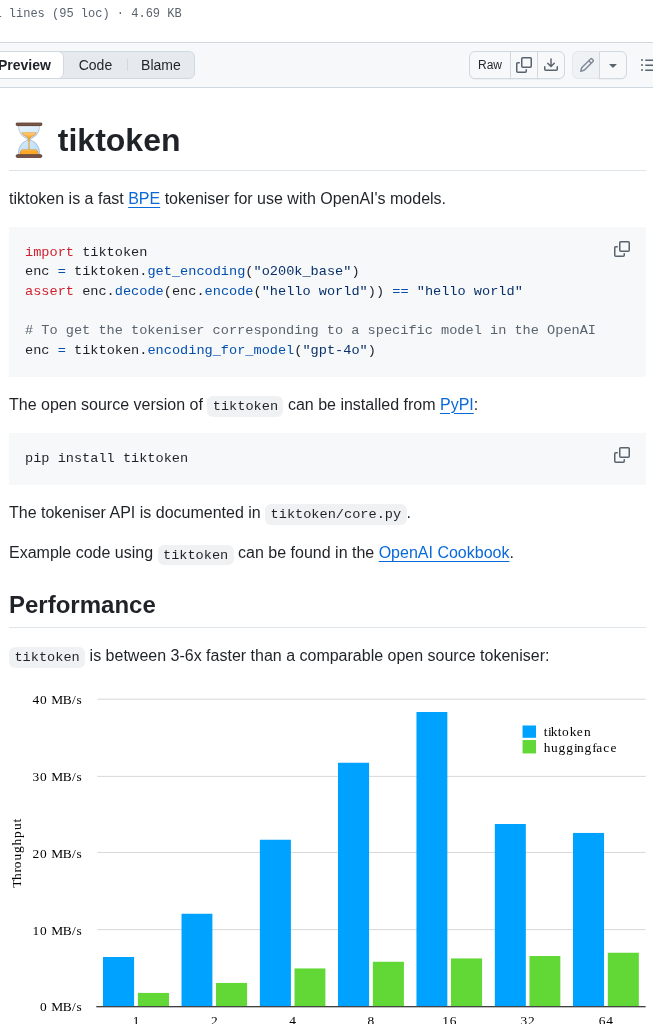 lines (95 loc) · 4.69 KB
Preview Code Blame Raw
tiktoken
tiktoken is a fast BPE tokeniser for use with OpenAI's models.
import tiktoken
enc = tiktoken.get_encoding("o200k_base")
assert enc.decode(enc.encode("hello world")) == "hello world"
# To get the tokeniser corresponding to a specific model in the OpenAI
enc = tiktoken.encoding_for_model("gpt-4o")
The open source version of tiktoken can be installed from PyPI:
pip install tiktoken
The tokeniser API is documented in tiktoken/core.py.
Example code using tiktoken can be found in the OpenAI Cookbook.
Performance
tiktoken is between 3-6x faster than a comparable open source tokeniser:
40 MB/s
tiktoken
huggingface
30 MB/s
Throughput
20 MB/s
10 MB/s
0 MB/s
1 2 4 8 16 32 64